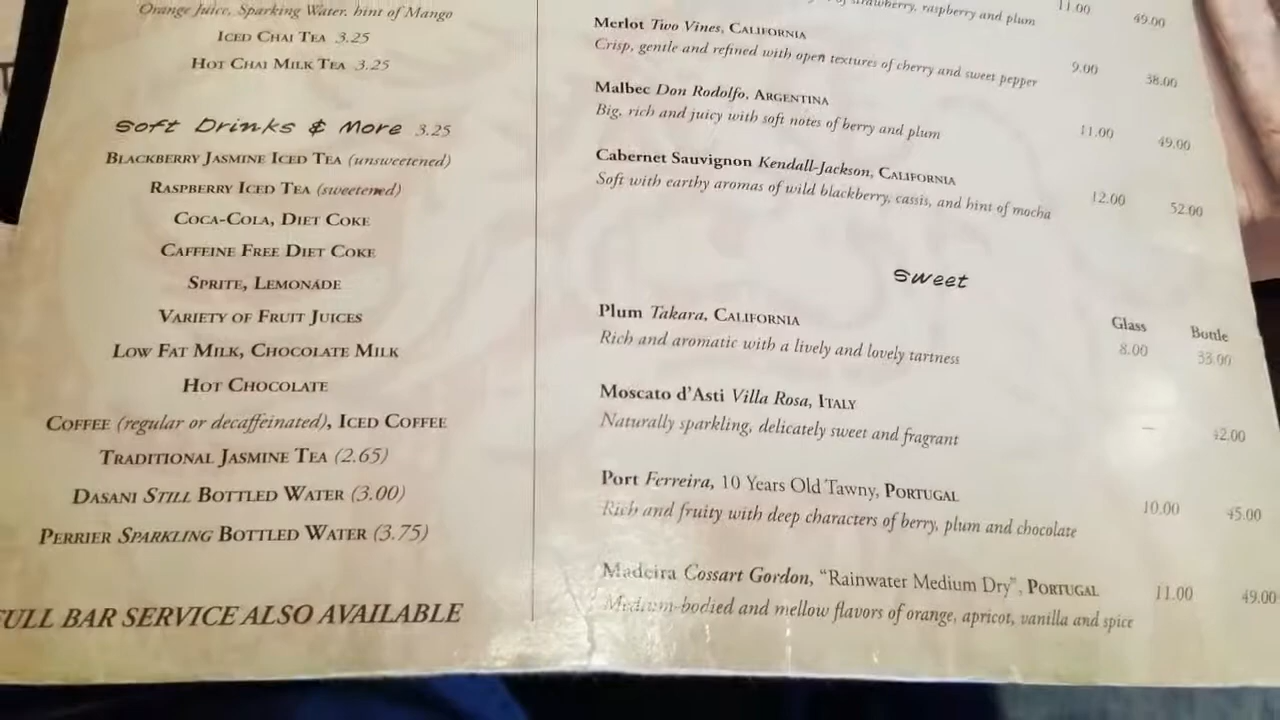 Orange Juice, Sparking Water, hint of Mango
Iced Chai Tea 3.25
Hot Chai Milk Tea 3.25
Soft Drinks & More 3.25
Blackberry Jasmine Iced Tea (unsweetened)
Raspberry Iced Tea (sweetened)
Coca-Cola, Diet Coke
Caffeine Free Diet Coke
Sprite, Lemonade
Variety of Fruit Juices
Low Fat Milk, Chocolate Milk
Hot Chocolate
Coffee (regular or decaffeinated), Iced Coffee
Traditional Jasmine Tea (2.65)
Dasani Still Bottled Water (3.00)
Perrier Sparkling Bottled Water (3.75)
FULL BAR SERVICE ALSO AVAILABLE
of strawberry, raspberry and plum 11.00 49.00
Merlot Two Vines, California
Crisp, gentle and refined with open textures of cherry and sweet pepper 9.00 38.00
Malbec Don Rodolfo, Argentina
Big, rich and juicy with soft notes of berry and plum 11.00 49.00
Cabernet Sauvignon Kendall-Jackson, California
Soft with earthy aromas of wild blackberry, cassis, and hint of mocha 12.00 52.00
Sweet
Glass Bottle
Plum Takara, California
Rich and aromatic with a lively and lovely tartness 8.00 33.00
Moscato d'Asti Villa Rosa, Italy
Naturally sparkling, delicately sweet and fragrant — 42.00
Port Ferreira, 10 Years Old Tawny, Portugal
Rich and fruity with deep characters of berry, plum and chocolate 10.00 45.00
Madeira Cossart Gordon, “Rainwater Medium Dry”, Portugal 11.00 49.00
Medium-bodied and mellow flavors of orange, apricot, vanilla and spice